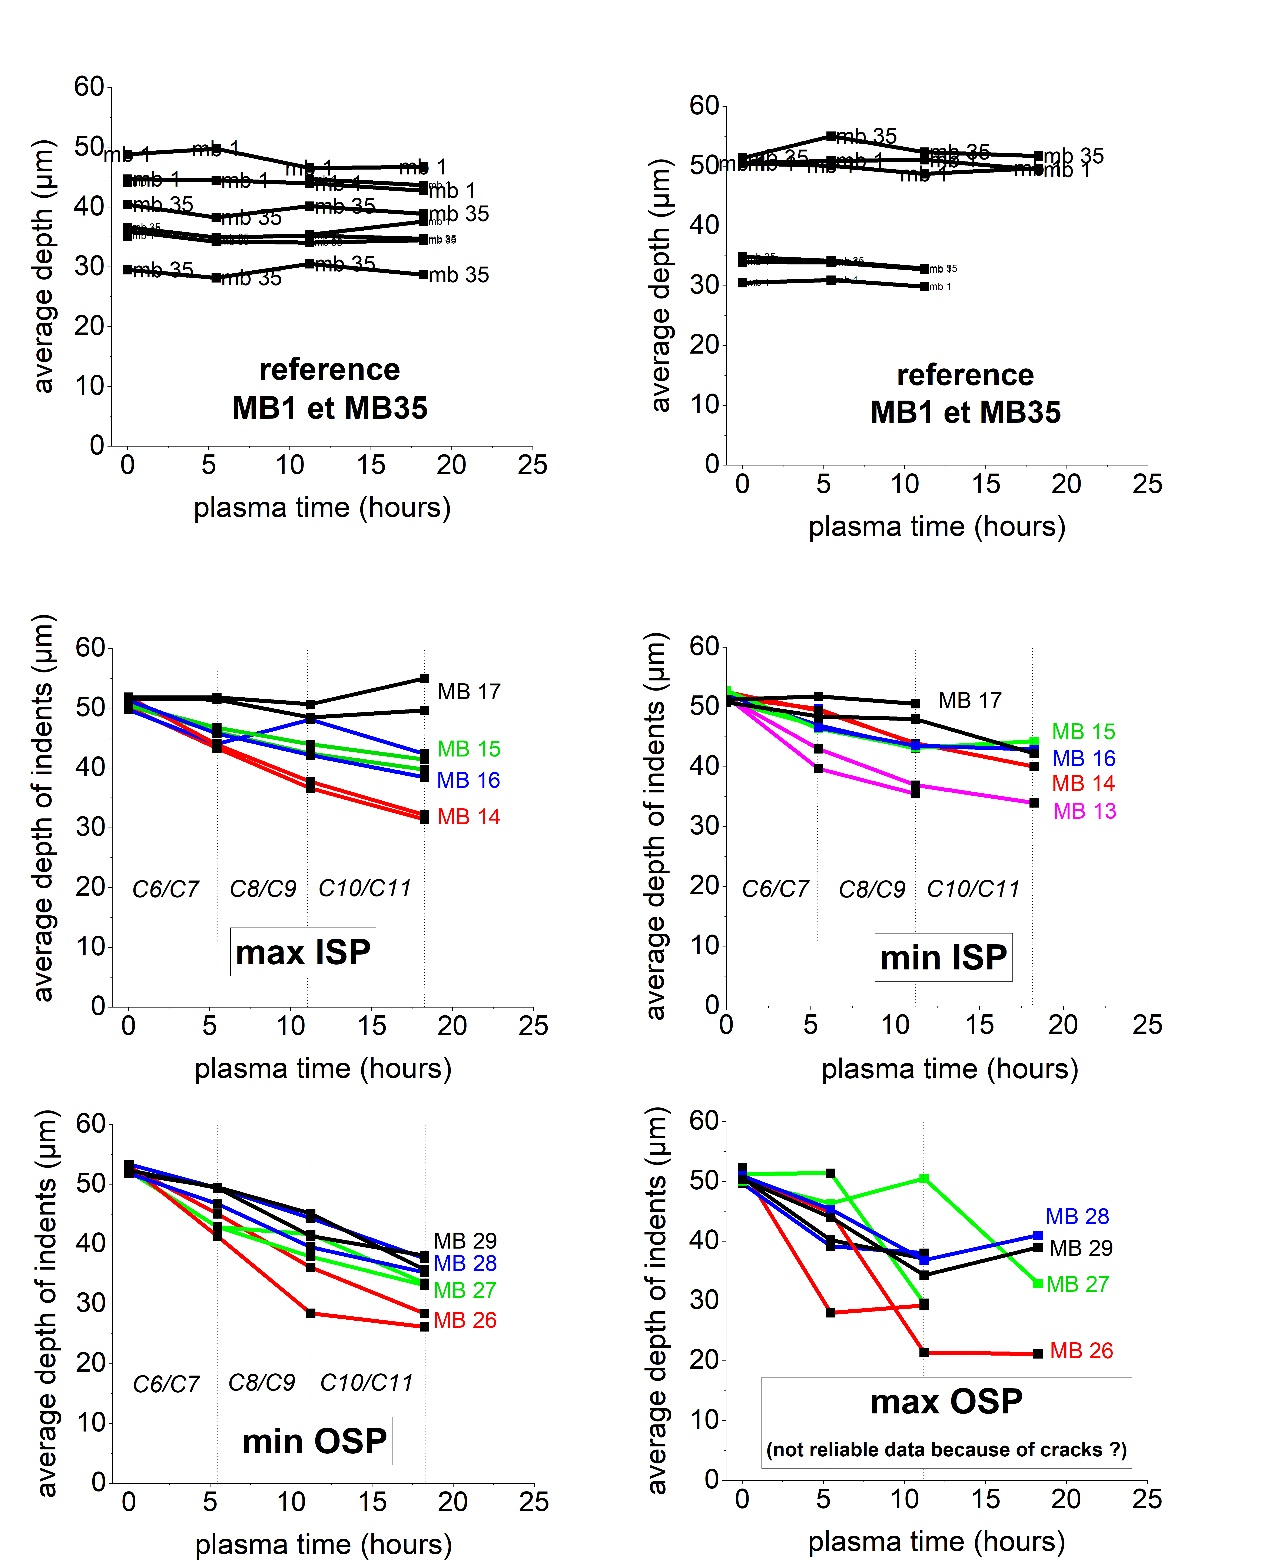 60
50
40
30
20
10
0
average depth (μm)
mb 1
mb 1
mb 1
mb 1
mb 1
mb 1
mb 1
mb 1
mb 35
mb 35
mb 35
mb 35
mb 35
mb 35
mb 35
mb 35
reference
MB1 et MB35
0 5 10 15 20 25
plasma time (hours)
60
50
40
30
20
10
0
average depth (μm)
mb 35
mb 35
mb 35
mb 35
mb 1
mb 1
mb 1
mb 35
mb 1
reference
MB1 et MB35
0 5 10 15 20 25
plasma time (hours)
60
50
40
30
20
10
0
average depth of indents (μm)
MB 17
MB 15
MB 16
MB 14
C6/C7 C8/C9 C10/C11
max ISP
0 5 10 15 20 25
plasma time (hours)
60
50
40
30
20
10
0
average depth of indents (μm)
MB 17
MB 15
MB 16
MB 14
MB 13
C6/C7 C8/C9 C10/C11
min ISP
0 5 10 15 20 25
plasma time (hours)
60
50
40
30
20
10
0
average depth of indents (μm)
MB 29
MB 28
MB 27
MB 26
C6/C7 C8/C9 C10/C11
min OSP
0 5 10 15 20 25
plasma time (hours)
60
50
40
30
20
10
0
average depth of indents (μm)
MB 28
MB 29
MB 27
MB 26
max OSP
(not reliable data because of cracks ?)
0 5 10 15 20 25
plasma time (hours)